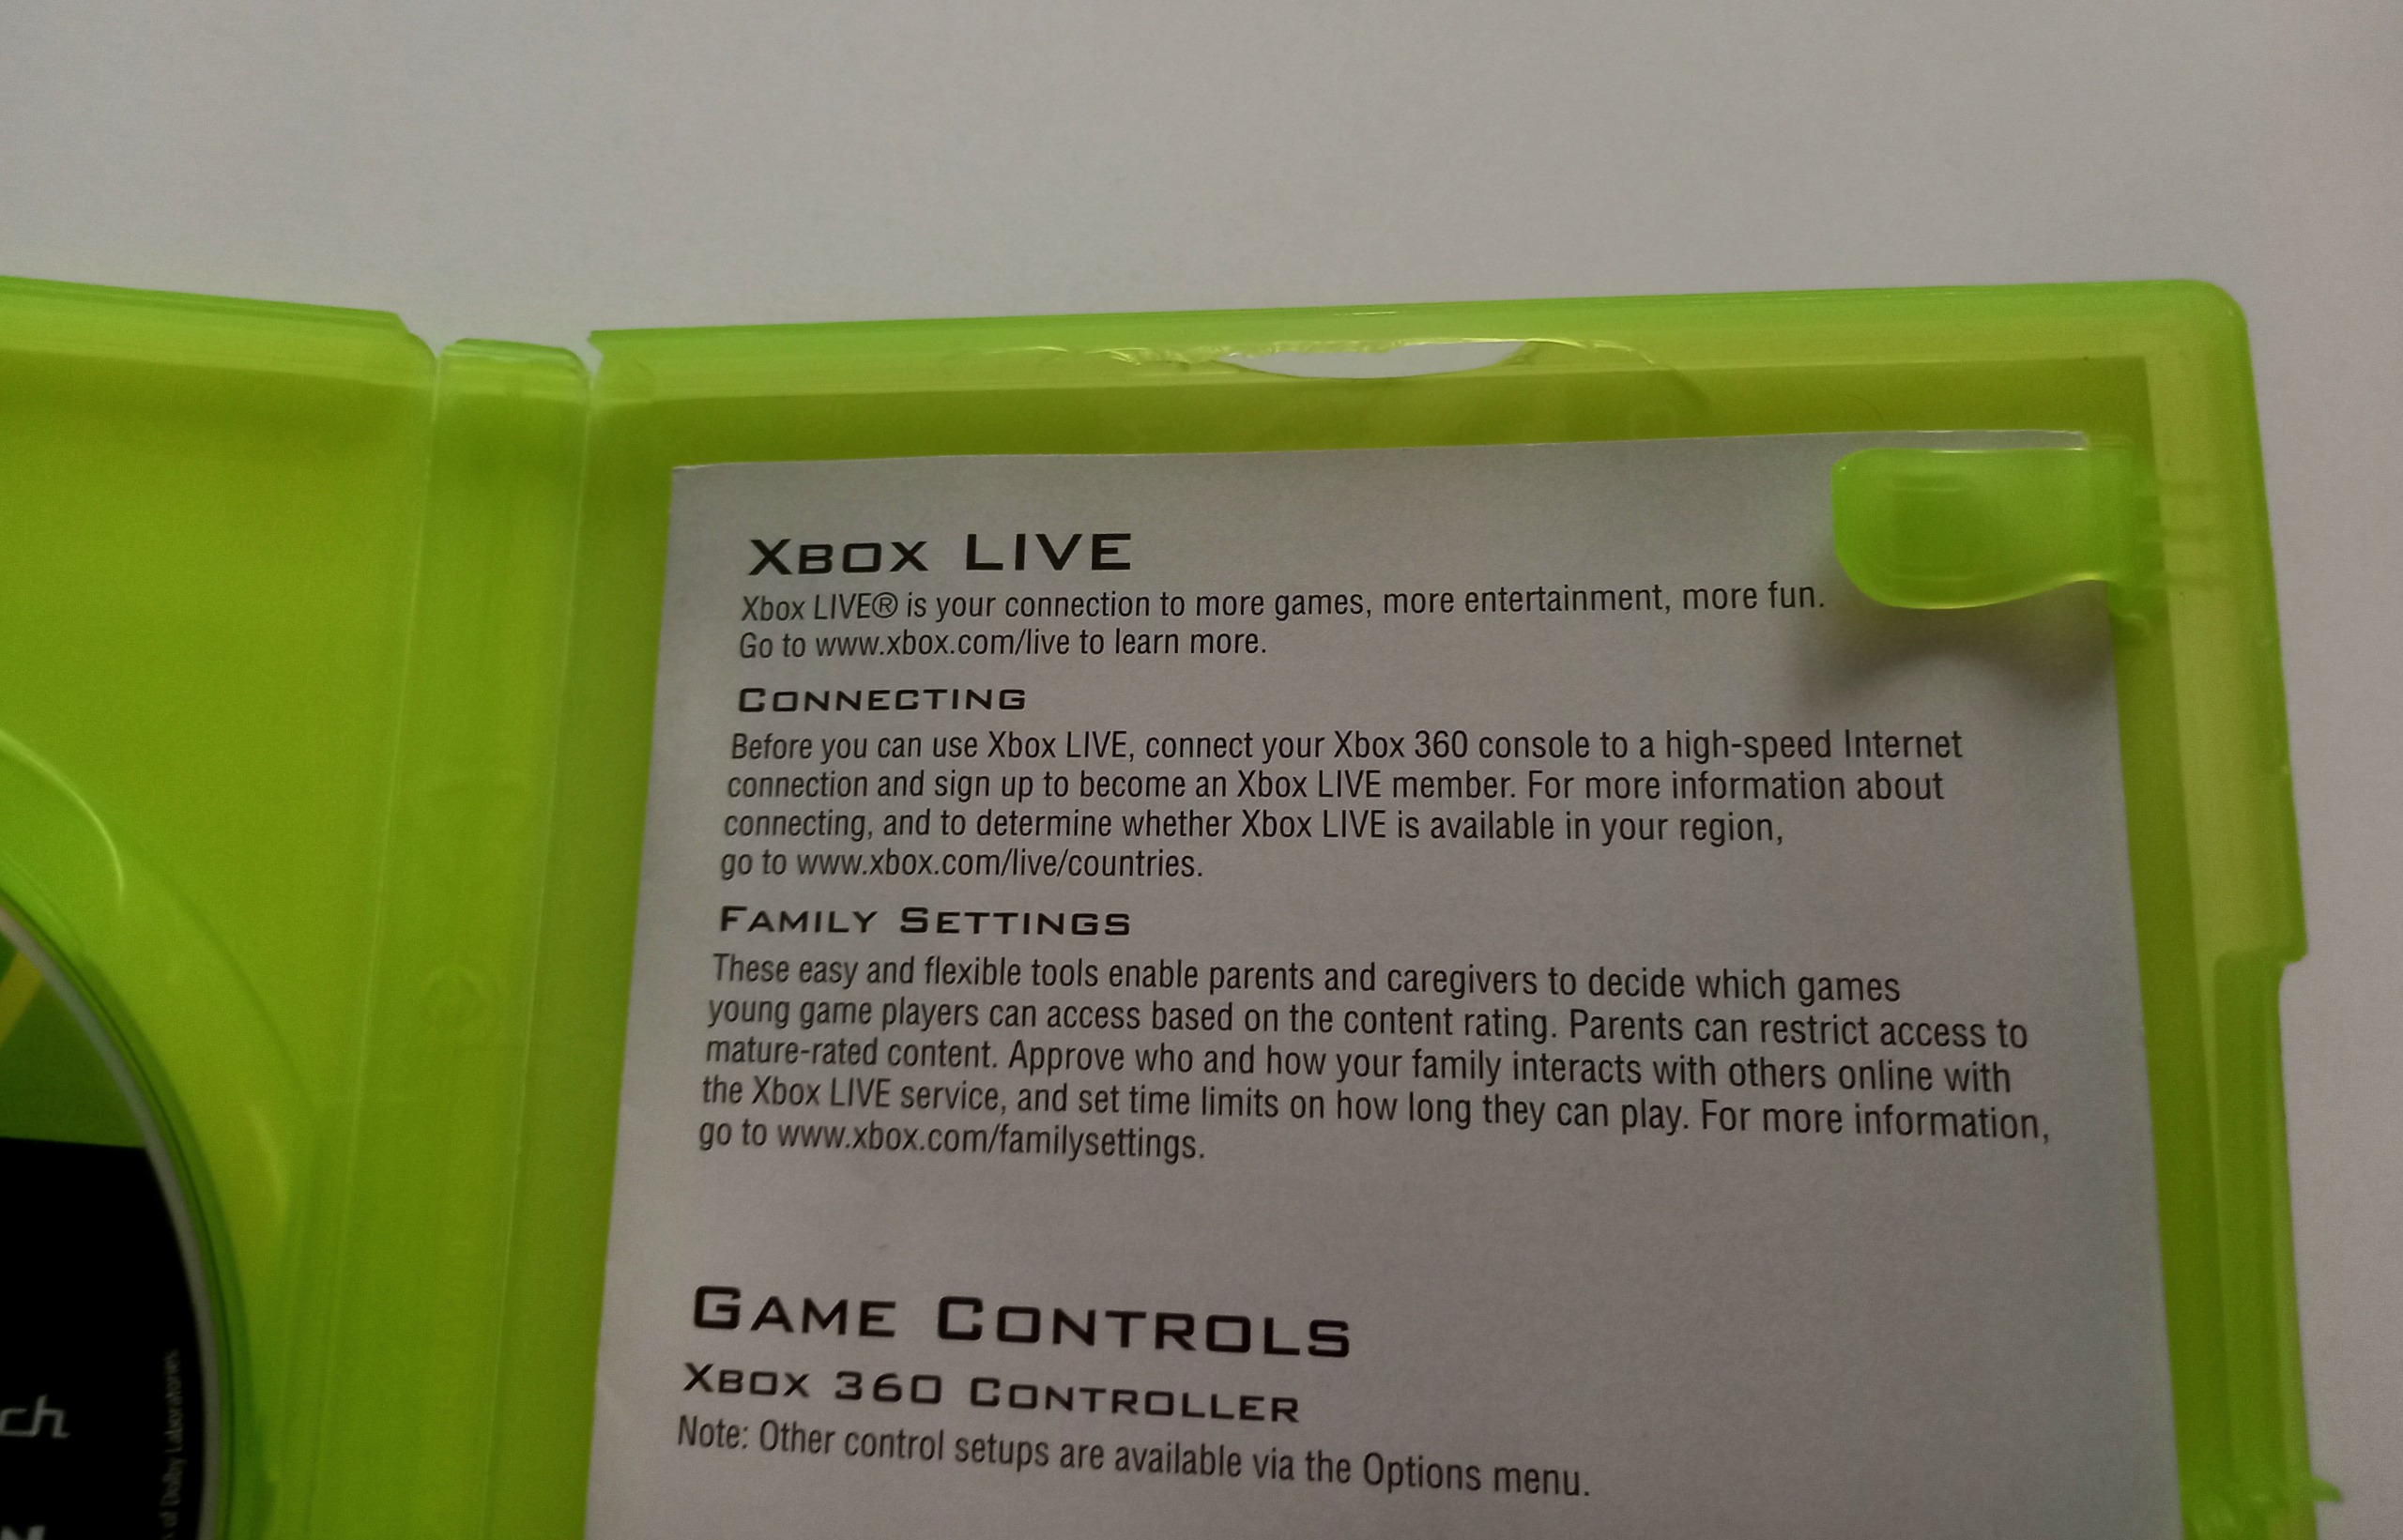 XBOX LIVE
Xbox LIVE® is your connection to more games, more entertainment, more fun.
Go to www.xbox.com/live to learn more.
CONNECTING
Before you can use Xbox LIVE, connect your Xbox 360 console to a high-speed Internet
connection and sign up to become an Xbox LIVE member. For more information about
connecting, and to determine whether Xbox LIVE is available in your region,
go to www.xbox.com/live/countries.
FAMILY SETTINGS
These easy and flexible tools enable parents and caregivers to decide which games
young game players can access based on the content rating. Parents can restrict access to
mature-rated content. Approve who and how your family interacts with others online with
the Xbox LIVE service, and set time limits on how long they can play. For more information,
go to www.xbox.com/familysettings.
GAME CONTROLS
XBOX 360 CONTROLLER
Note: Other control setups are available via the Options menu.
ch
of Dolby Laboratories